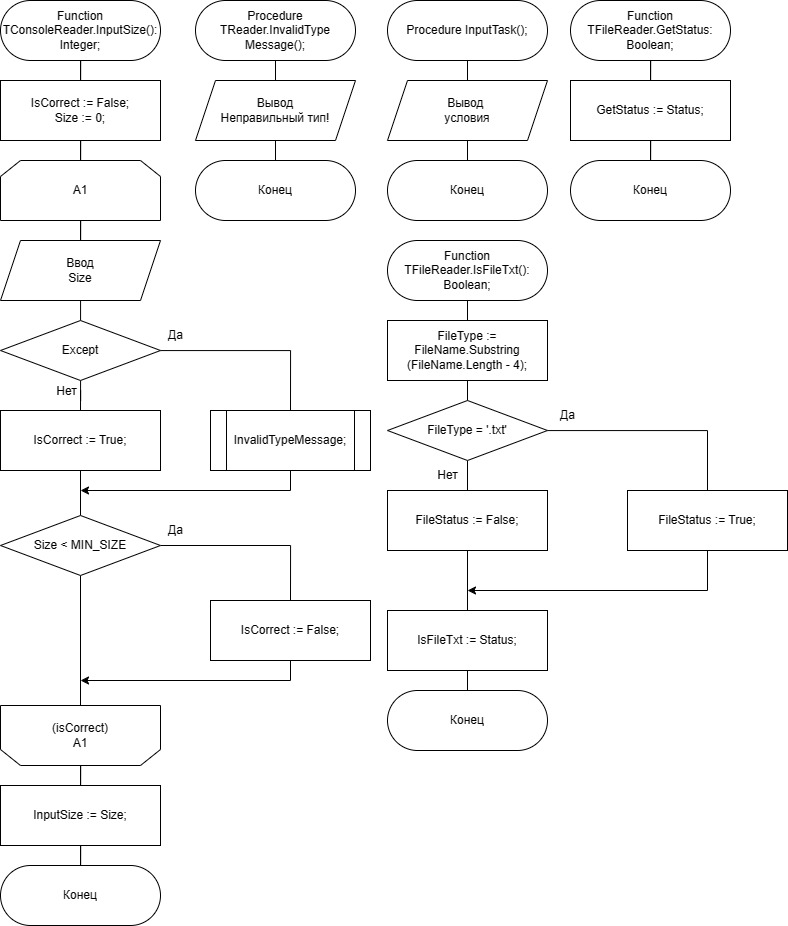 Function
TConsoleReader.InputSize():
Integer;
IsCorrect := False;
Size := 0;
A1
Ввод
Size
Except
Да
Нет
IsCorrect := True;
InvalidTypeMessage;
Size < MIN_SIZE
Да
IsCorrect := False;
(isCorrect)
A1
InputSize := Size;
Конец
Procedure
TReader.InvalidType
Message();
Вывод
Неправильный тип!
Конец
Procedure InputTask();
Вывод
условия
Конец
Function
TFileReader.GetStatus:
Boolean;
GetStatus := Status;
Конец
Function
TFileReader.IsFileTxt():
Boolean;
FileType :=
FileName.Substring
(FileName.Length - 4);
FileType = '.txt'
Да
Нет
FileStatus := False;
FileStatus := True;
IsFileTxt := Status;
Конец